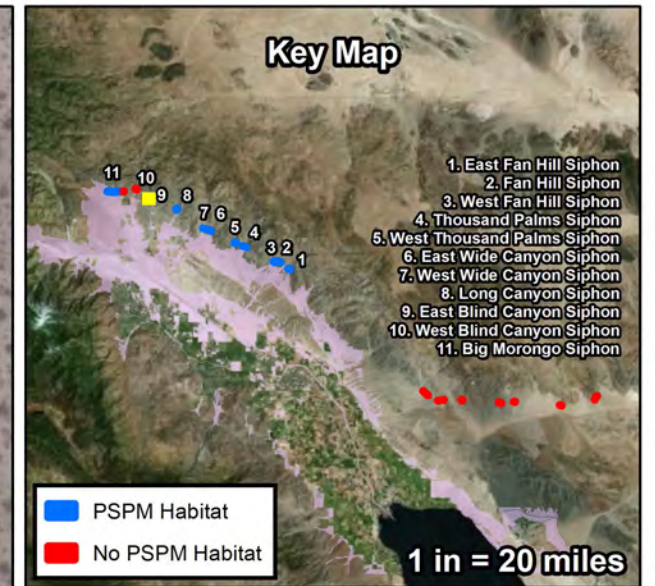 Key Map
1. East Fan Hill Siphon
2. Fan Hill Siphon
3. West Fan Hill Siphon
4. Thousand Palms Siphon
5. West Thousand Palms Siphon
6. East Wide Canyon Siphon
7. West Wide Canyon Siphon
8. Long Canyon Siphon
9. East Blind Canyon Siphon
10. West Blind Canyon Siphon
11. Big Morongo Siphon
11
10
9
8
7 6
5
4
3 2
1
PSPM Habitat
No PSPM Habitat
1 in = 20 miles